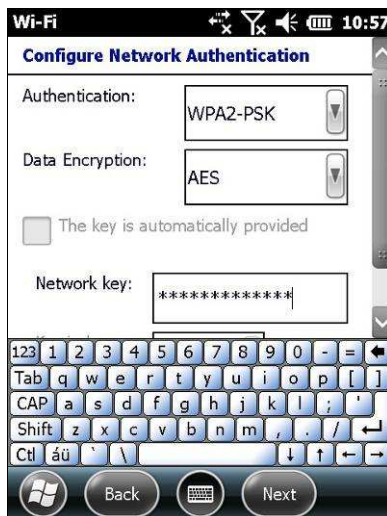 Wi-Fi 10:57
Configure Network Authentication
Authentication:
WPA2-PSK
Data Encryption:
AES
The key is automatically provided
Network key:
*************
123 1 2 3 4 5 6 7 8 9 0 - =
Tab q w e r t y u i o p [ ]
CAP a s d f g h j k l ; '
Shift z x c v b n m , . /
Ctl áü ` \
Back Next